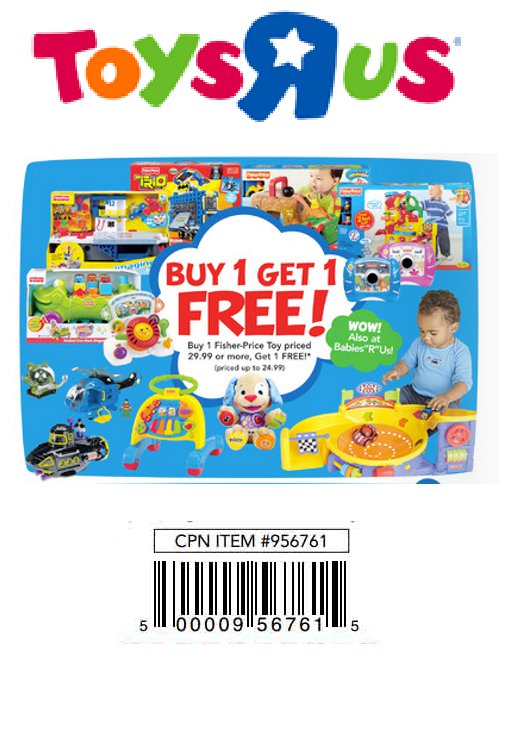 TOYS"R"US
BUY 1 GET 1
FREE!
Buy 1 Fisher-Price Toy priced
29.99 or more, Get 1 FREE!*
(priced up to 24.99)
WOW!
Also at
Babies"R"Us!
CPN ITEM #956761
5 00009 56761 5